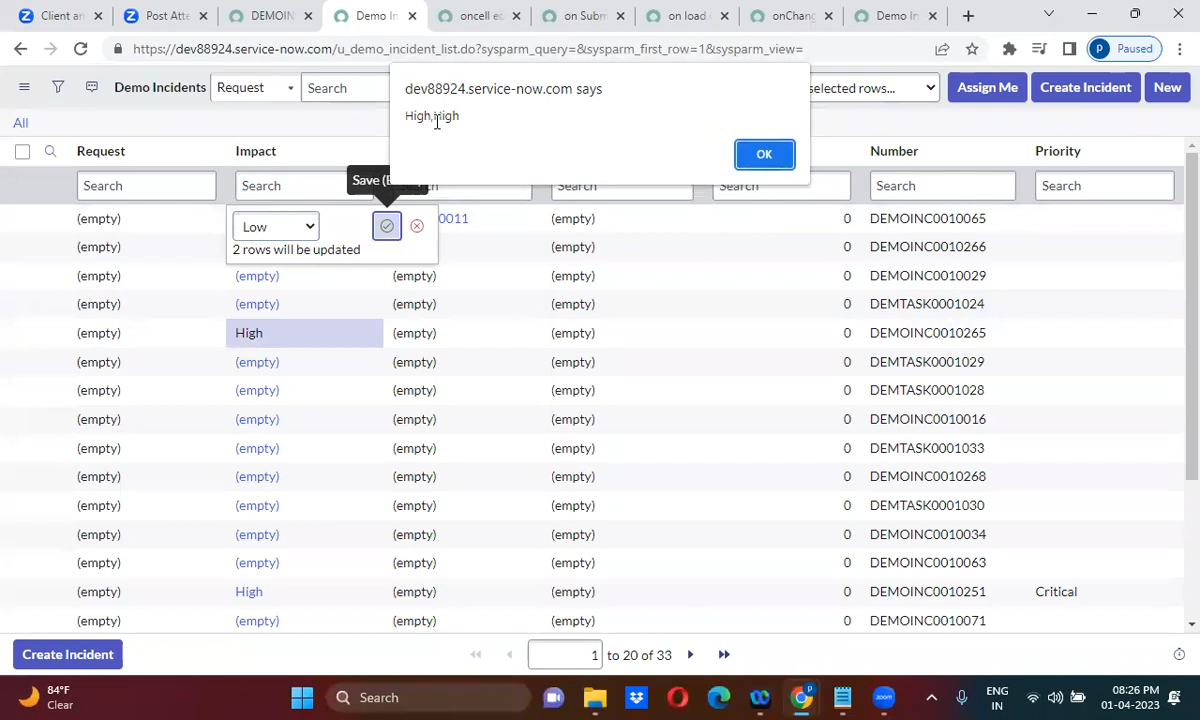 Client an
Post Atte
DEMOIN
Demo In
oncell es
on Subm
on load
onChang
Demo In
https://dev88924.service-now.com/u_demo_incident_list.do?sysparm_query=&sysparm_first_row=1&sysparm_view=
P Paused
Demo Incidents Request Search selected rows... Assign Me Create Incident New
dev88924.service-now.com says
High,High
OK
All
Request Impact Number Priority
Search Search Search Search Search Search
Save (E
(empty) 0011 (empty) 0 DEMOINC0010065
Low
2 rows will be updated
(empty) (empty) 0 DEMOINC0010266
(empty) (empty) (empty) (empty) 0 DEMOINC0010029
(empty) (empty) (empty) (empty) 0 DEMTASK0001024
(empty) High (empty) (empty) 0 DEMOINC0010265
(empty) (empty) (empty) (empty) 0 DEMTASK0001029
(empty) (empty) (empty) (empty) 0 DEMTASK0001028
(empty) (empty) (empty) (empty) 0 DEMOINC0010016
(empty) (empty) (empty) (empty) 0 DEMTASK0001033
(empty) (empty) (empty) (empty) 0 DEMOINC0010268
(empty) (empty) (empty) (empty) 0 DEMTASK0001030
(empty) (empty) (empty) (empty) 0 DEMOINC0010034
(empty) (empty) (empty) (empty) 0 DEMOINC0010063
(empty) High (empty) (empty) 0 DEMOINC0010251 Critical
(empty) (empty) (empty) (empty) 0 DEMOINC0010071
Create Incident 1 to 20 of 33
84°F
Clear
Search
zoom
ENG
IN
08:26 PM
01-04-2023